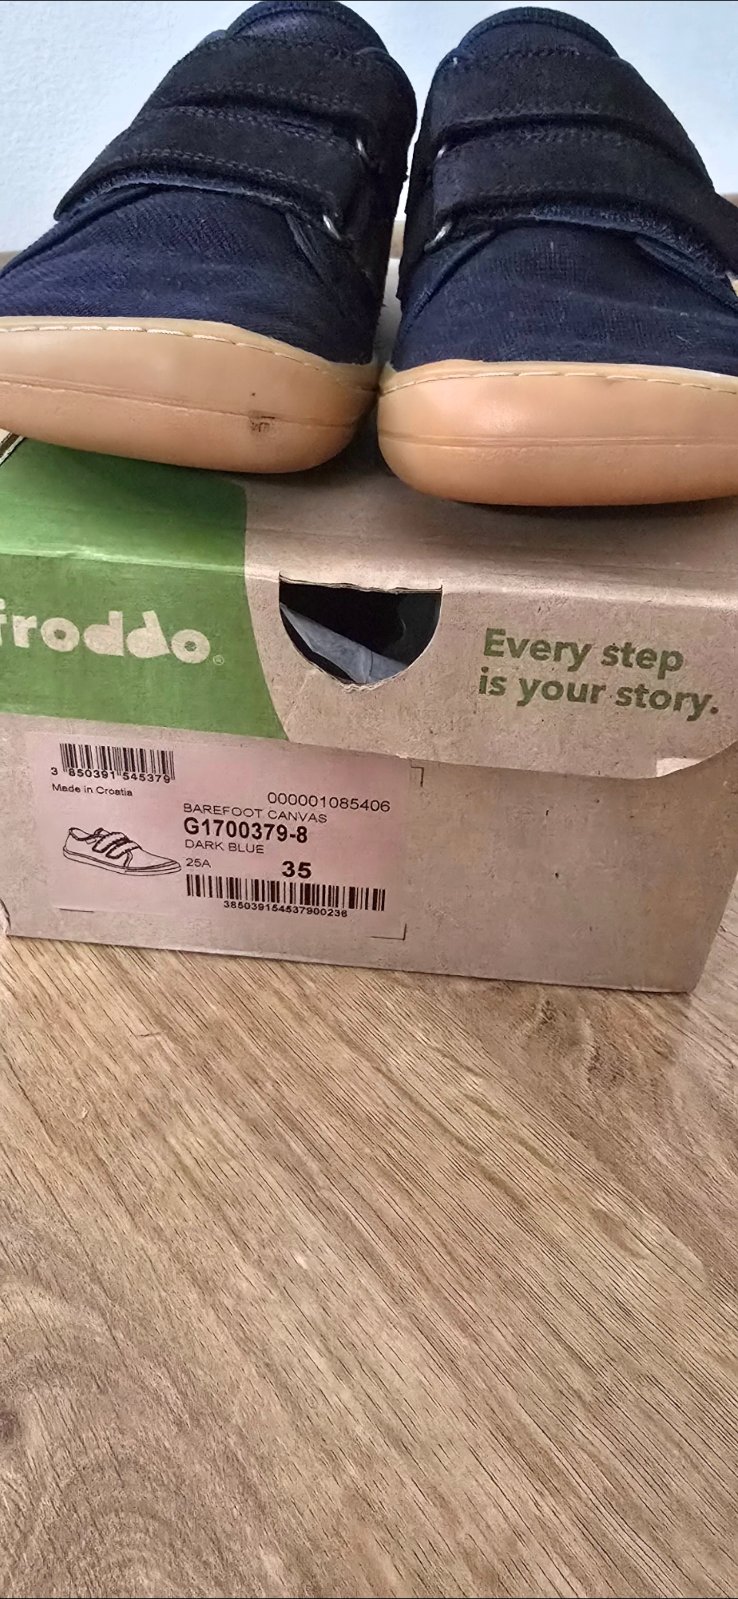 froddo®
Every step
is your story.
3 850391 545379
Made in Croatia
000001085406
BAREFOOT CANVAS
G1700379-8
DARK BLUE
25A 35
385039154537900236